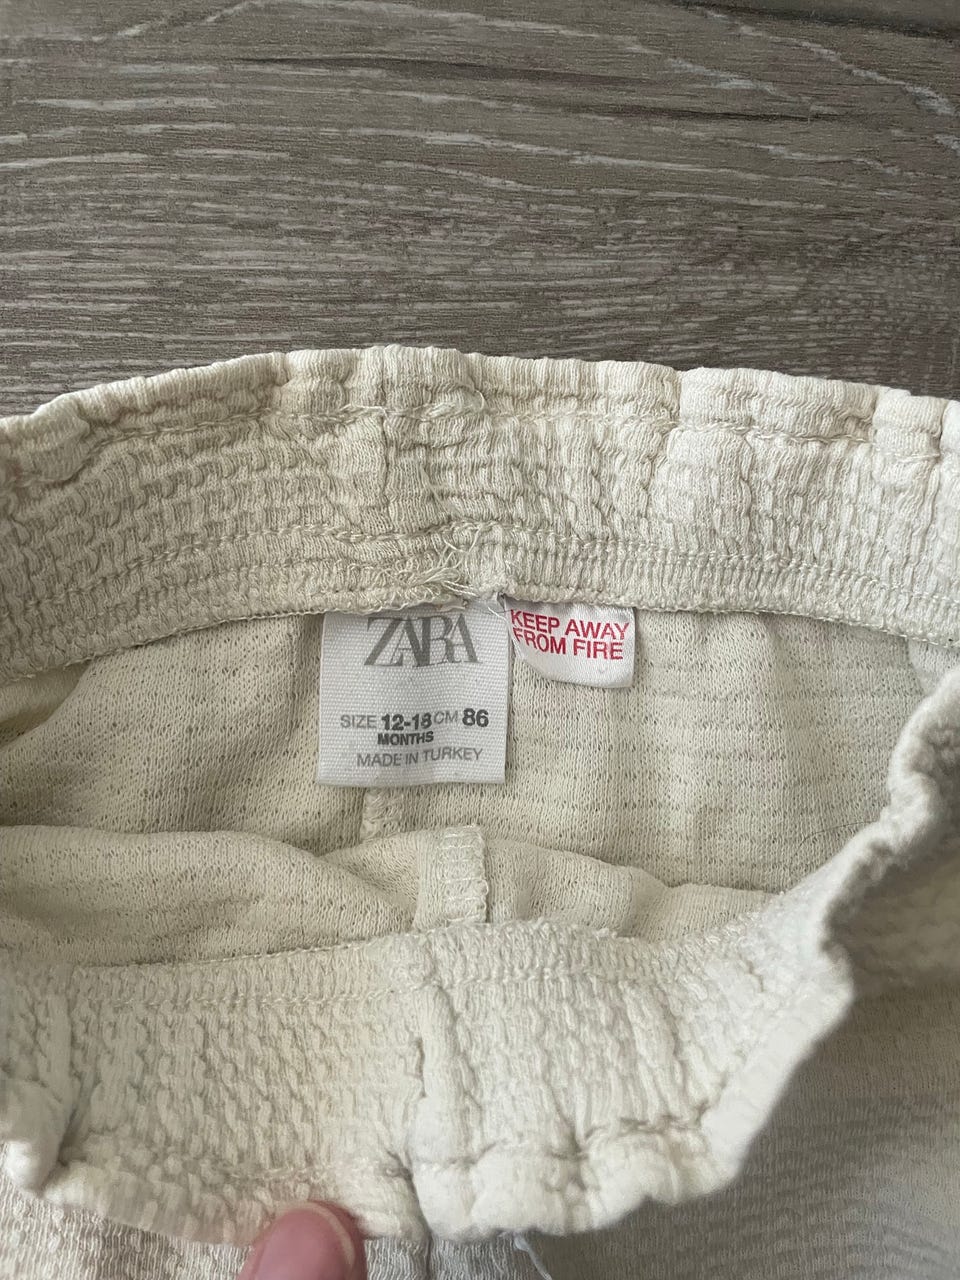 ZARA
SIZE 12-18 CM 86
MONTHS
MADE IN TURKEY
KEEP AWAY
FROM FIRE